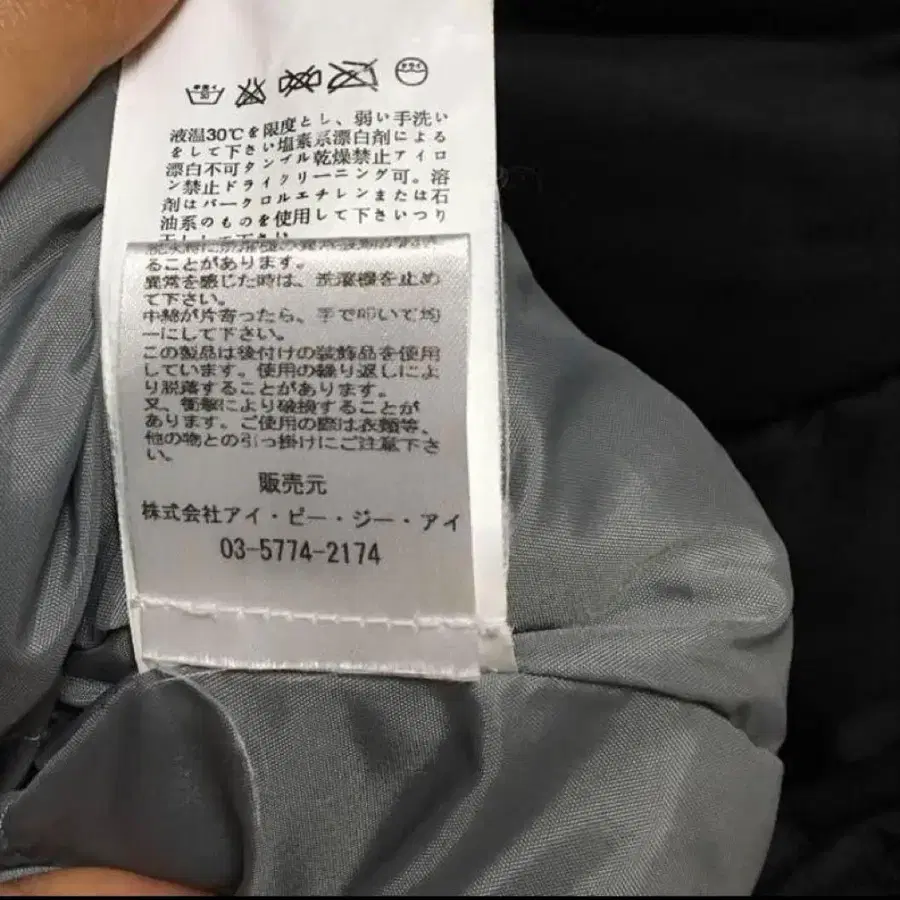 手洗イ 30
ドライ
液温30℃を限度とし、弱い手洗い
をして下さい塩素系漂白剤による
漂白不可タンブル乾燥禁止アイロ
ン禁止ドライクリーニング可。溶
剤はパークロルエチレンまたは石
油系のものを使用して下さいつり
ることがあります。
異常を感じた時は、洗濯機を止め
て下さい。
中綿が片寄ったら、手で叩いて均
一にして下さい。
この製品は後付けの装飾品を使用
しています。使用の繰り返しによ
り脱落することがあります。
又、衝撃により破損することが
あります。ご使用の際は衣類等、
他の物との引っ掛けにご注意下さ
い。
販売元
株式会社アイ・ピー・ジー・アイ
03-5774-2174